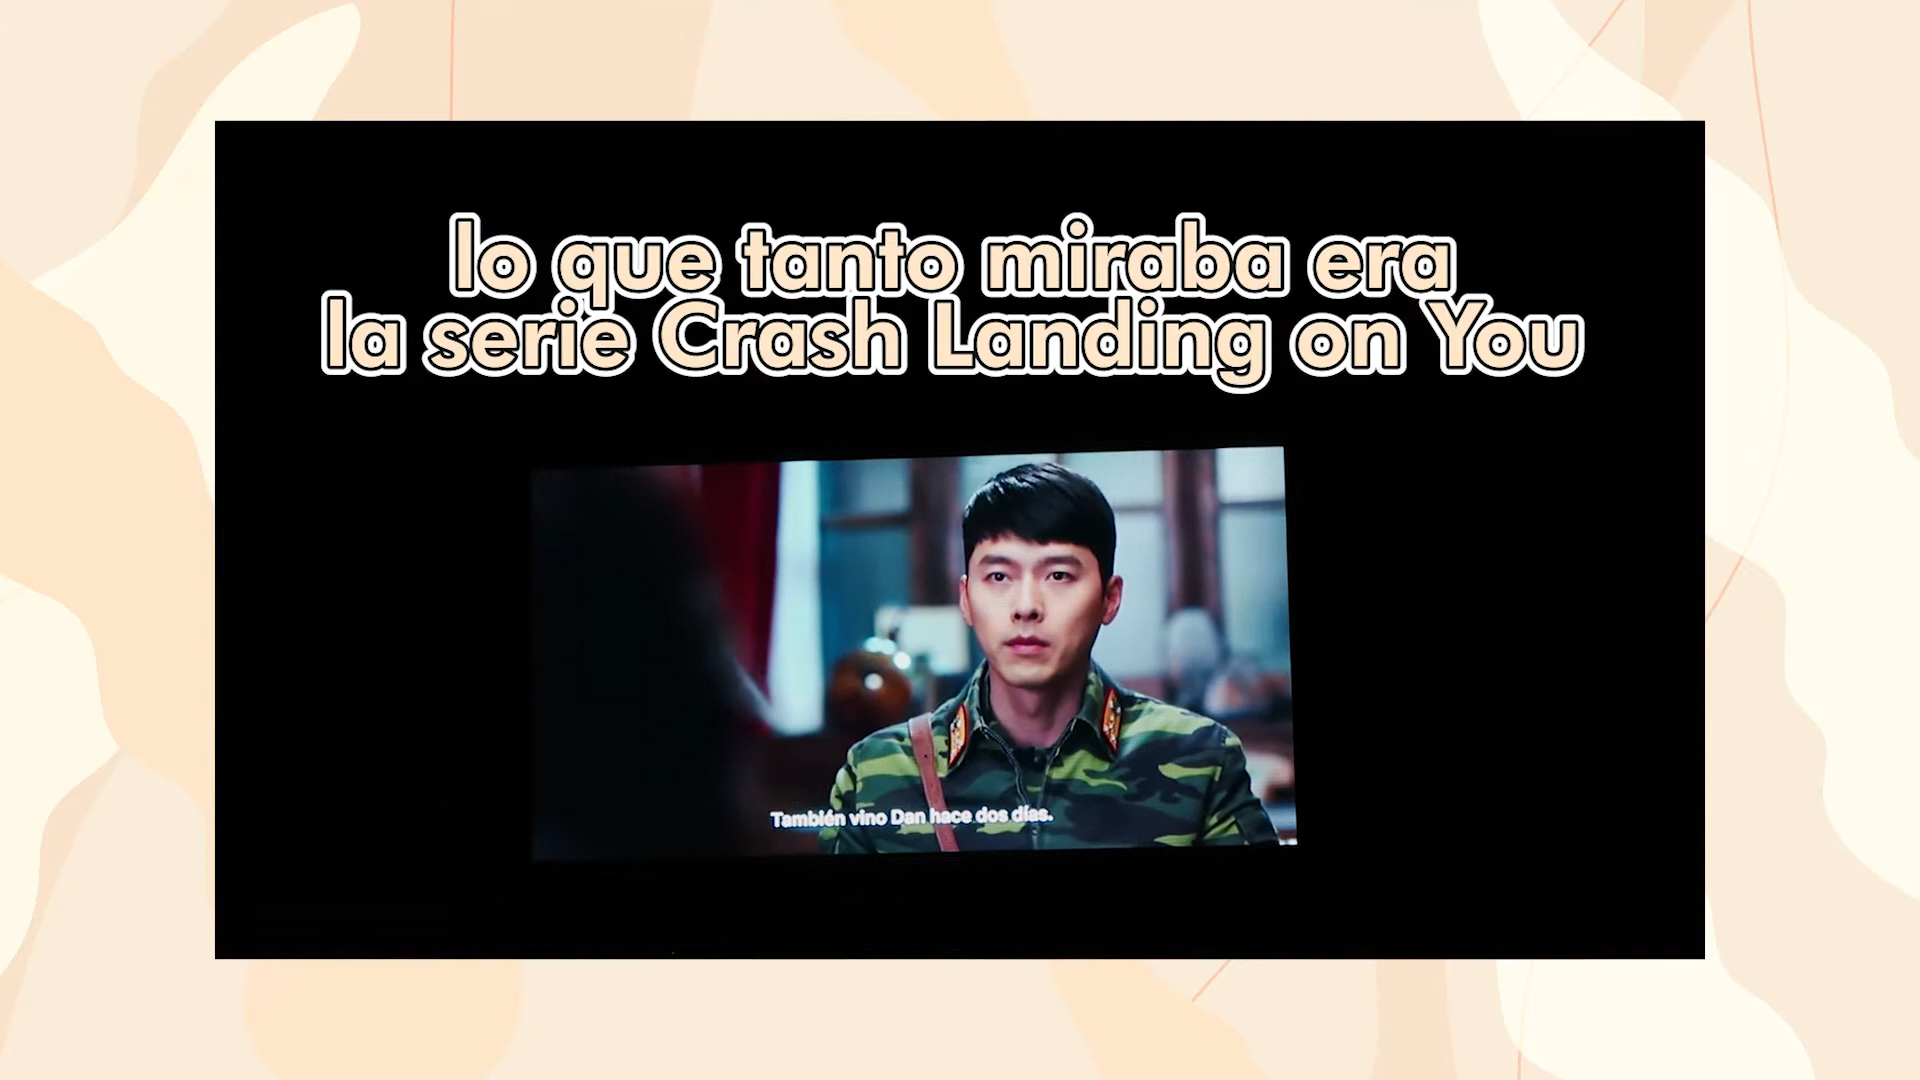 lo que tanto miraba era
la serie Crash Landing on You
También vino Dan hace dos días.